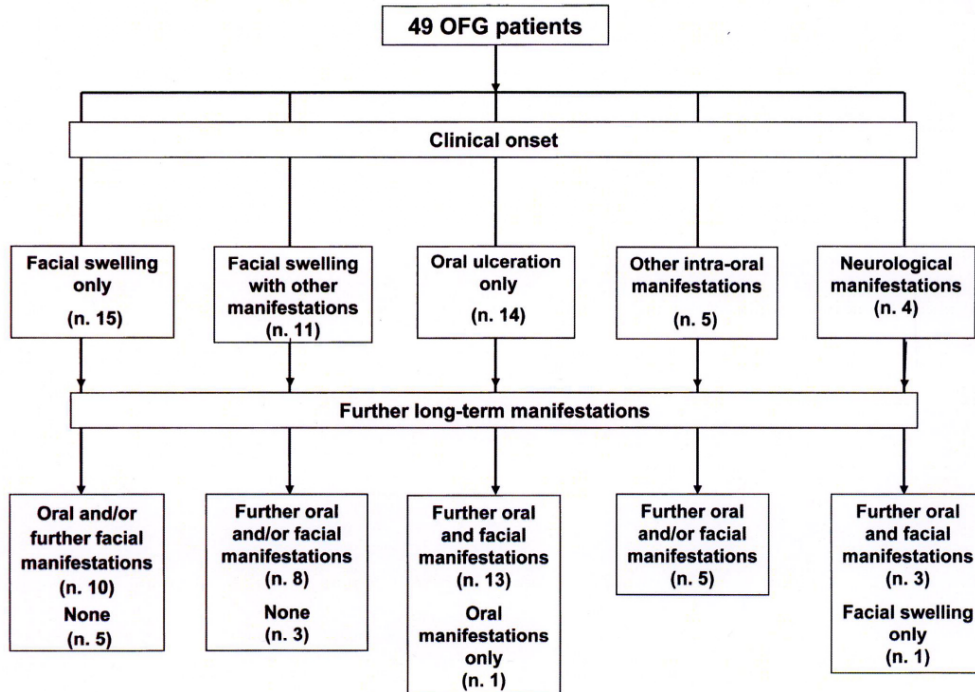 49 OFG patients
Clinical onset
Facial swelling
only
(n. 15)
Facial swelling
with other
manifestations
(n. 11)
Oral ulceration
only
(n. 14)
Other intra-oral
manifestations
(n. 5)
Neurological
manifestations
(n. 4)
Further long-term manifestations
Oral and/or
further facial
manifestations
(n. 10)
None
(n. 5)
Further oral
and/or facial
manifestations
(n. 8)
None
(n. 3)
Further oral
and facial
manifestations
(n. 13)
Oral
manifestations
only
(n. 1)
Further oral
and/or facial
manifestations
(n. 5)
Further oral
and facial
manifestations
(n. 3)
Facial swelling
only
(n. 1)